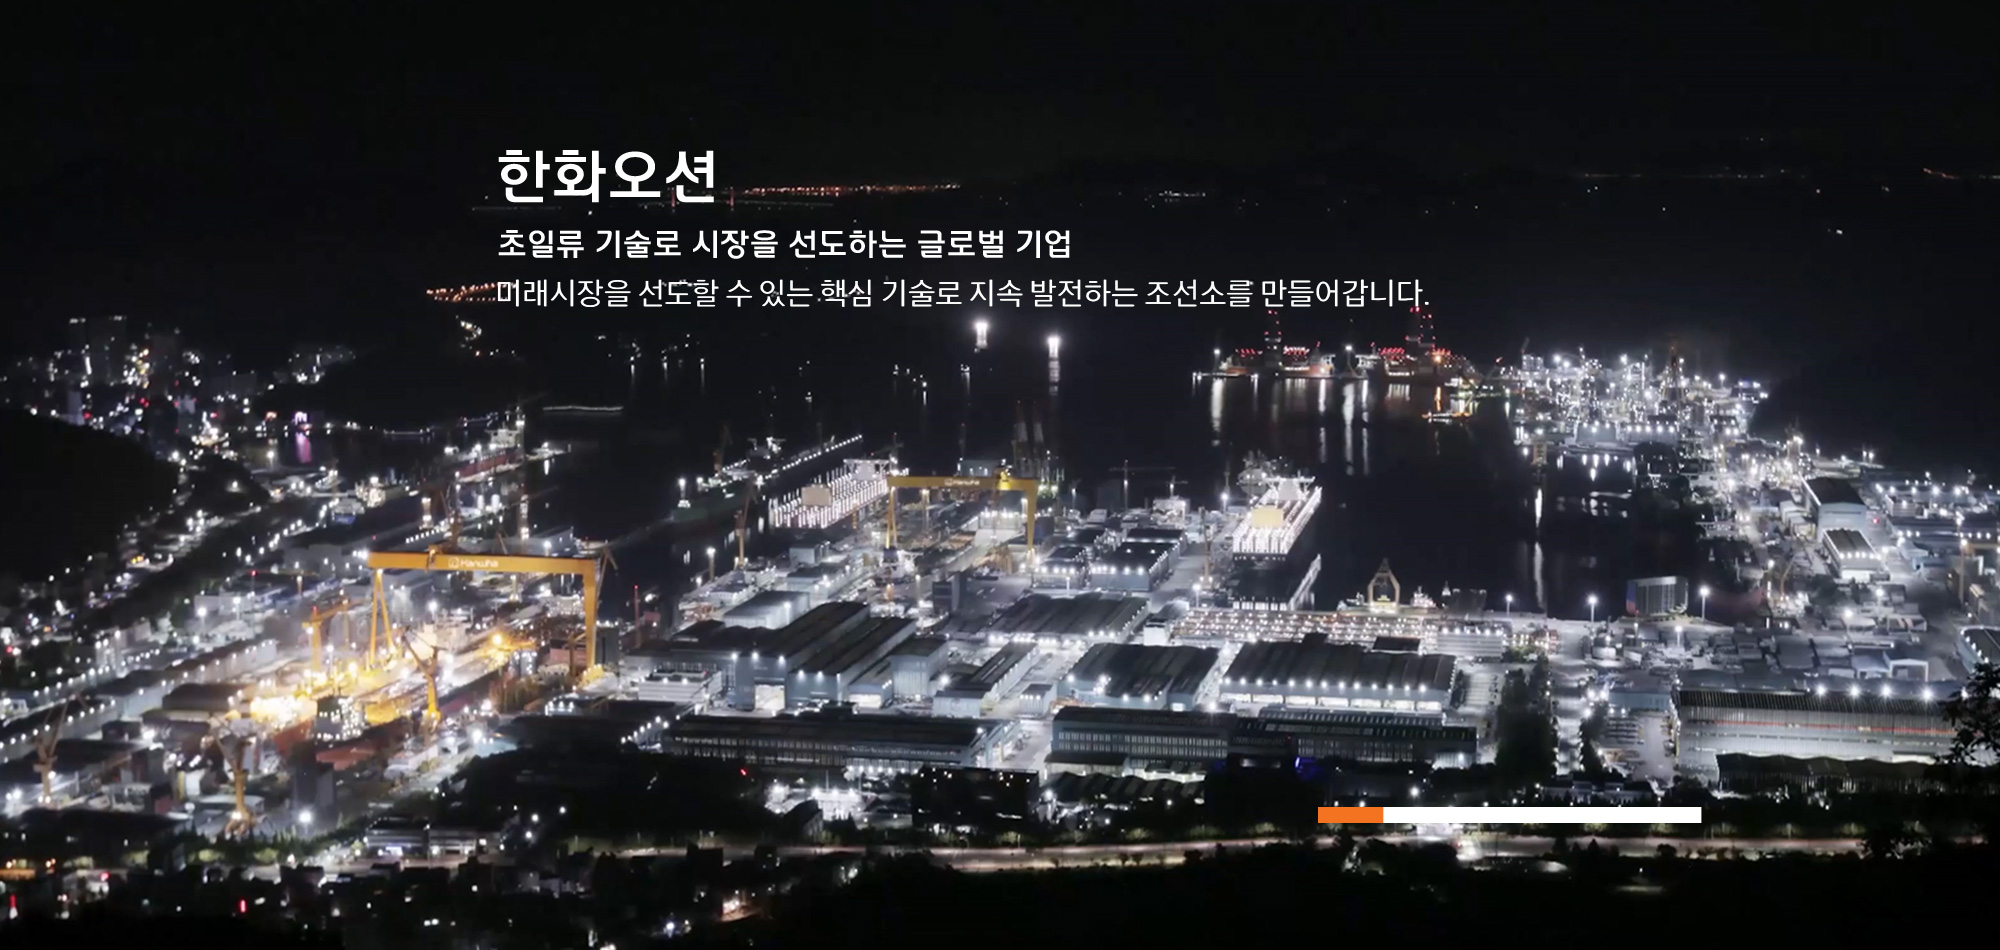 한화오션
초일류 기술로 시장을 선도하는 글로벌 기업
미래시장을 선도할 수 있는 핵심 기술로 지속 발전하는 조선소를 만들어갑니다.
Hanwha